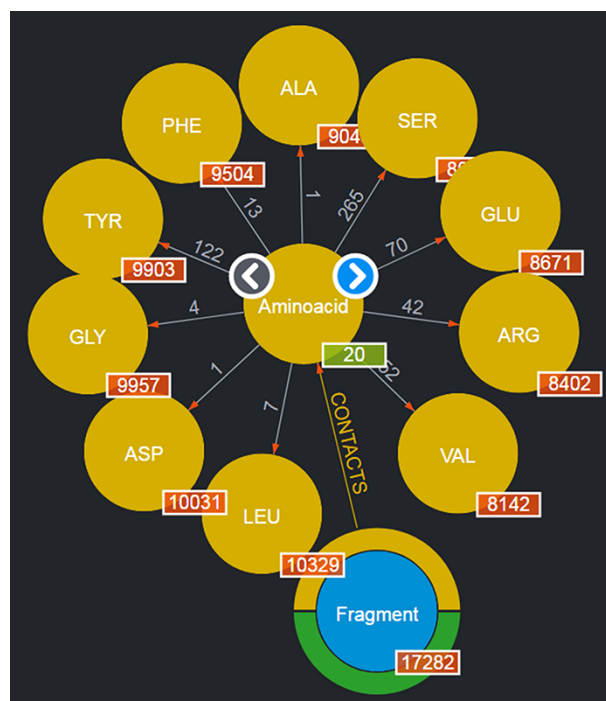 ALA
904
SER
PHE
9504
GLU
8671
TYR
9903
13
1
265
122
70
Aminoacid
20
GLY
9957
4
42
ARG
8402
1
7
ASP
10031
LEU
10329
VAL
8142
CONTACTS
Fragment
17282